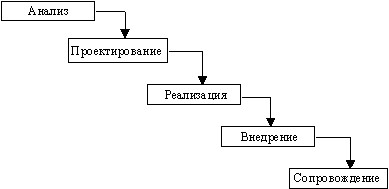 Анализ
Проектирование
Реализация
Внедрение
Сопровождение